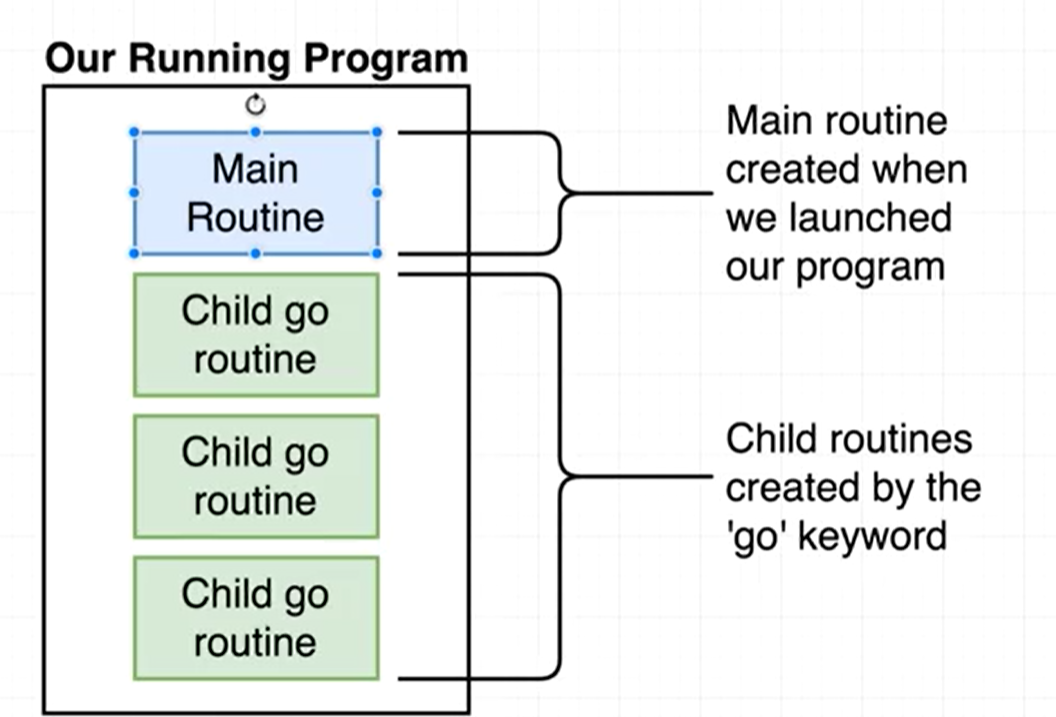 Our Running Program
Main
Routine
Main routine
created when
we launched
our program
Child go
routine
Child go
routine
Child go
routine
Child routines
created by the
'go' keyword